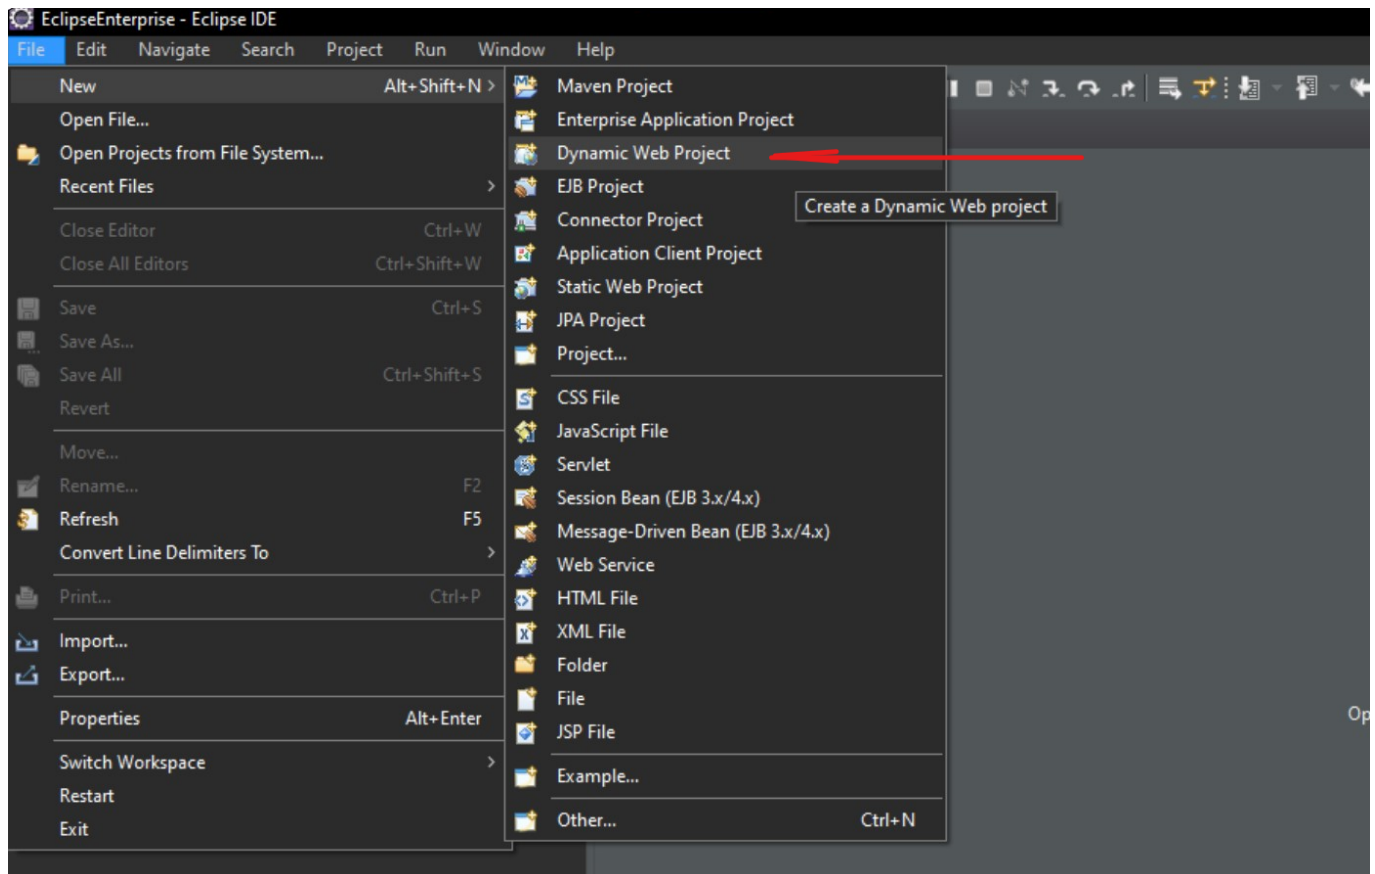 EclipseEnterprise - Eclipse IDE
File Edit Navigate Search Project Run Window Help
New Alt+Shift+N >
Open File...
Open Projects from File System...
Recent Files >
Close Editor Ctrl+W
Close All Editors Ctrl+Shift+W
Save Ctrl+S
Save As...
Save All Ctrl+Shift+S
Revert
Move...
Rename... F2
Refresh F5
Convert Line Delimiters To >
Print... Ctrl+P
Import...
Export...
Properties Alt+Enter
Switch Workspace >
Restart
Exit
Maven Project
Enterprise Application Project
Dynamic Web Project
EJB Project
Create a Dynamic Web project
Connector Project
Application Client Project
Static Web Project
JPA Project
Project...
CSS File
JavaScript File
Servlet
Session Bean (EJB 3.x/4.x)
Message-Driven Bean (EJB 3.x/4.x)
Web Service
HTML File
XML File
Folder
File
JSP File
Example...
Other... Ctrl+N
Op